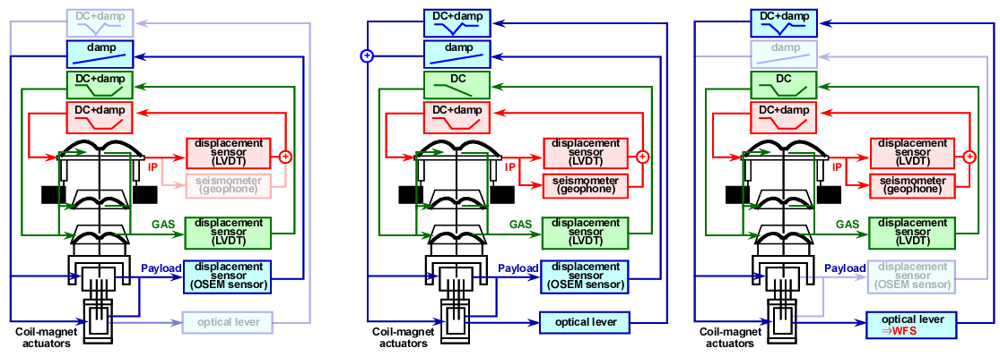 DC+damp
damp
DC+damp
DC+damp
displacement
sensor
(LVDT)
IP
+
seismometer
(geophone)
GAS
displacement
sensor
(LVDT)
Payload
displacement
sensor
(OSEM sensor)
optical lever
Coil-magnet
actuators
DC+damp
+
damp
DC
DC+damp
displacement
sensor
(LVDT)
IP
+
seismometer
(geophone)
GAS
displacement
sensor
(LVDT)
Payload
displacement
sensor
(OSEM sensor)
optical lever
Coil-magnet
actuators
DC+damp
damp
DC
DC+damp
displacement
sensor
(LVDT)
IP
+
seismometer
(geophone)
GAS
displacement
sensor
(LVDT)
Payload
displacement
sensor
(OSEM sensor)
optical lever
⇒WFS
Coil-magnet
actuators